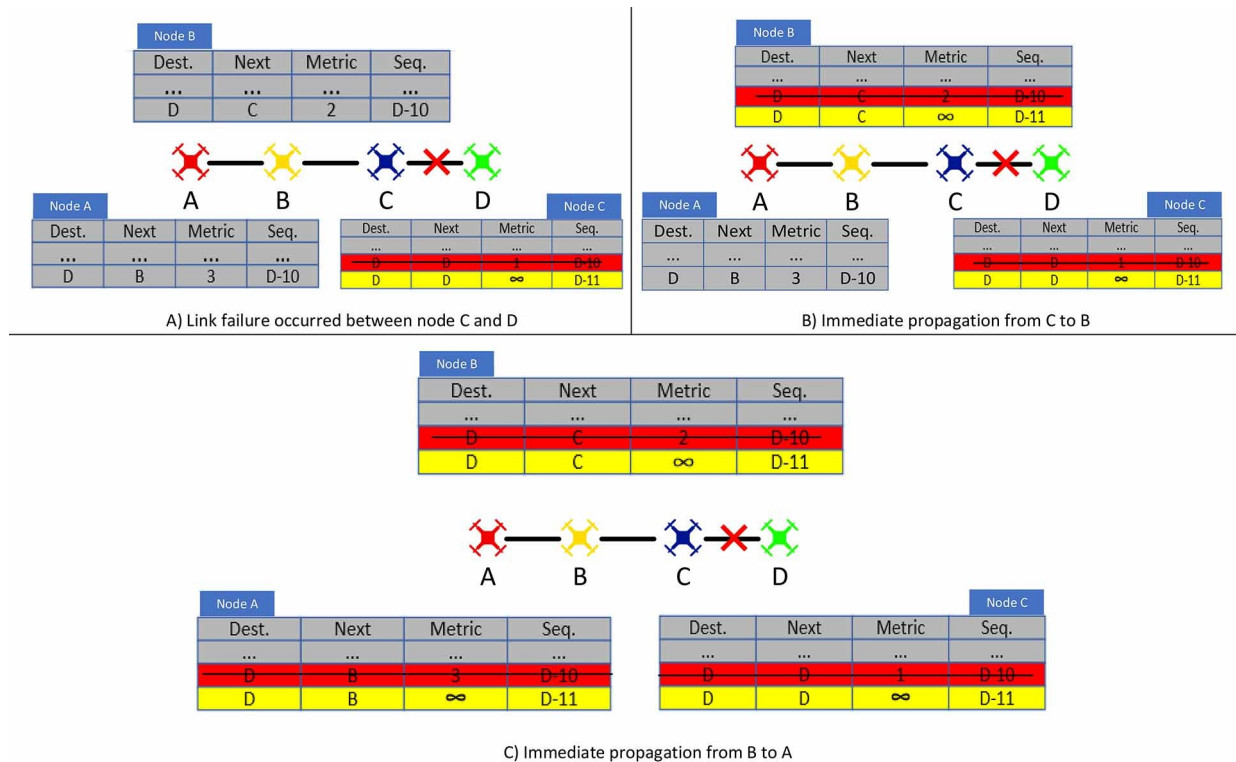 Node B
Dest. Next Metric Seq.
... ... ... ...
D C 2 D-10
A B C D
Node A
Dest. Next Metric Seq.
... ... ... ...
D B 3 D-10
Node C
Dest. Next Metric Seq.
... ... ... ...
D D 1 D-10
D D ∞ D-11
A) Link failure occurred between node C and D
Node B
Dest. Next Metric Seq.
... ... ... ...
D C 2 D-10
D C ∞ D-11
A B C D
Node A
Dest. Next Metric Seq.
... ... ... ...
D B 3 D-10
Node C
Dest. Next Metric Seq.
... ... ... ...
D D 1 D-10
D D ∞ D-11
B) Immediate propagation from C to B
Node B
Dest. Next Metric Seq.
... ... ... ...
D C 2 D-10
D C ∞ D-11
A B C D
Node A
Dest. Next Metric Seq.
... ... ... ...
D B 3 D-10
D B ∞ D-11
Node C
Dest. Next Metric Seq.
... ... ... ...
D D 1 D-10
D D ∞ D-11
C) Immediate propagation from B to A